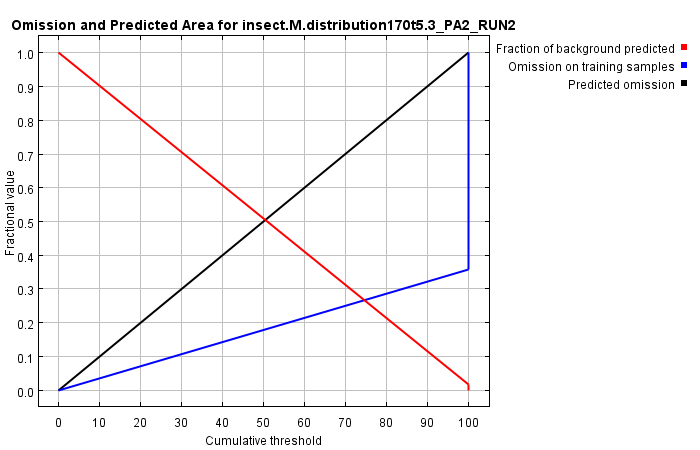 Omission and Predicted Area for insect.M.distribution170t5.3_PA2_RUN2
Fraction of background predicted
Omission on training samples
Predicted omission
1.0
0.9
0.8
0.7
0.6
0.5
0.4
0.3
0.2
0.1
0.0
Fractional value
0 10 20 30 40 50 60 70 80 90 100
Cumulative threshold